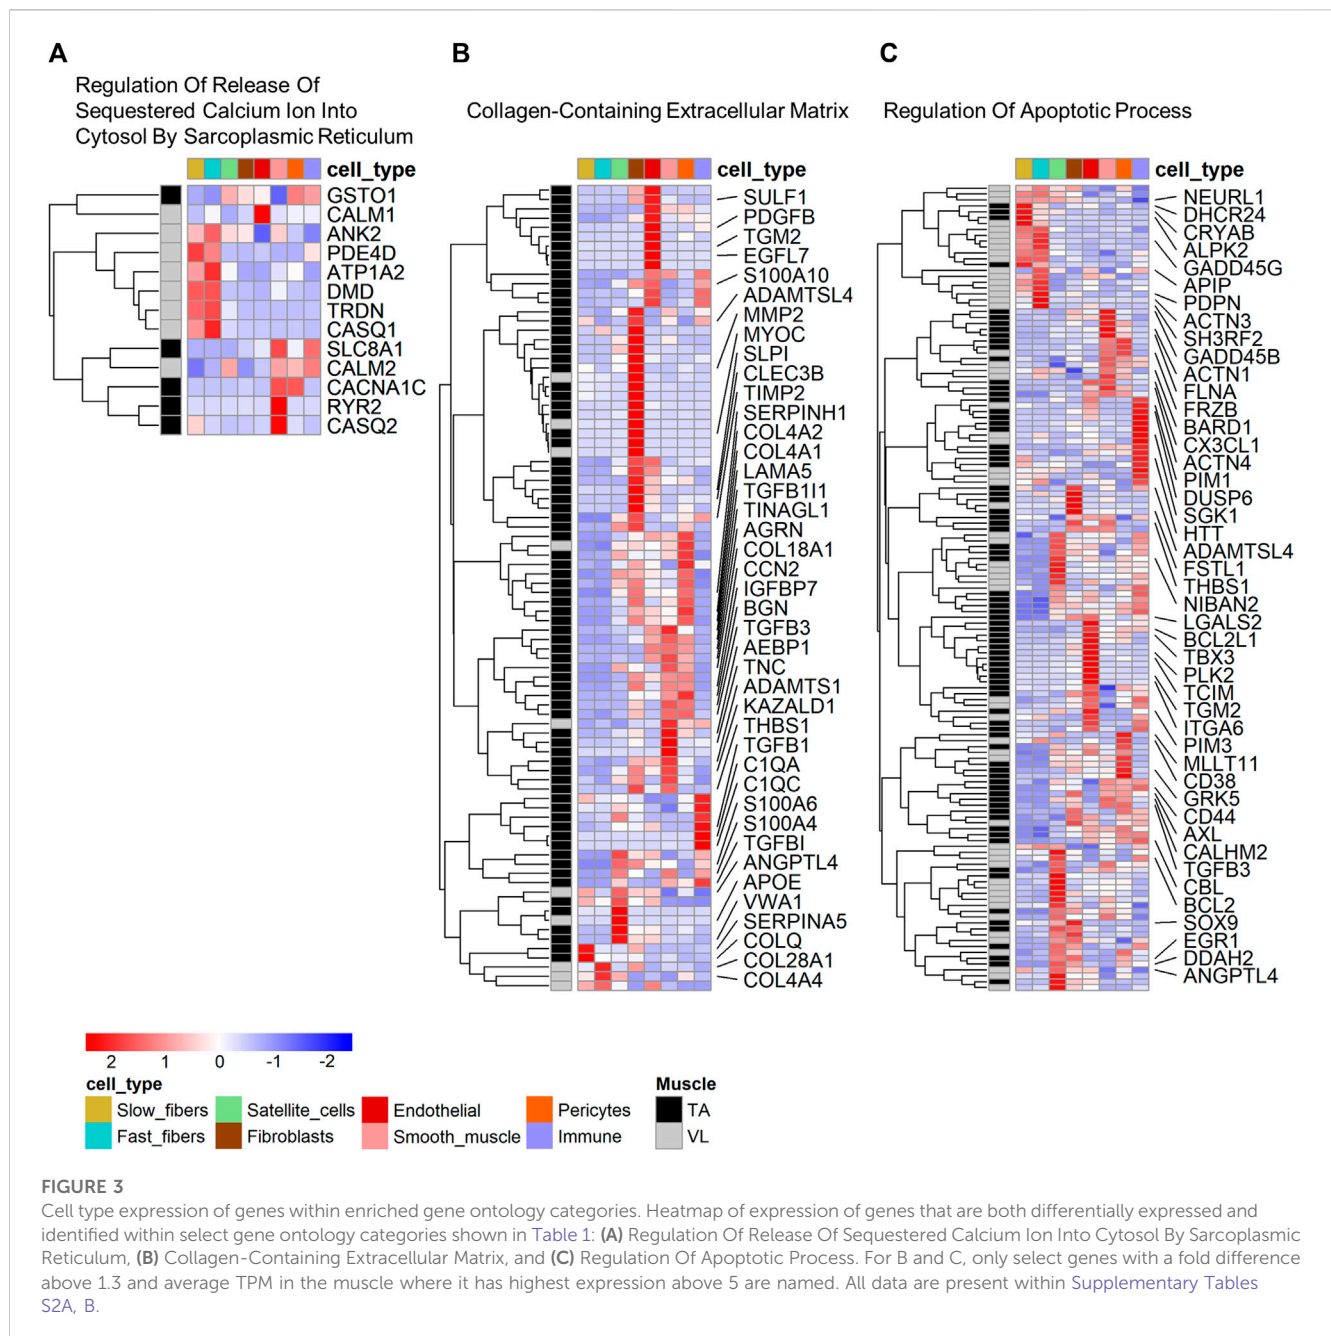 A
Regulation Of Release Of
Sequestered Calcium Ion Into
Cytosol By Sarcoplasmic Reticulum
cell_type
GSTO1
CALM1
ANK2
PDE4D
ATP1A2
DMD
TRDN
CASQ1
SLC8A1
CALM2
CACNA1C
RYR2
CASQ2
B
Collagen-Containing Extracellular Matrix
cell_type
SULF1
PDGFB
TGM2
EGFL7
S100A10
ADAMTSL4
MMP2
MYOC
SLPI
CLEC3B
TIMP2
SERPINH1
COL4A2
COL4A1
LAMA5
TGFB1I1
TINAGL1
AGRN
COL18A1
CCN2
IGFBP7
BGN
TGFB3
AEBP1
TNC
ADAMTS1
KAZALD1
THBS1
TGFB1
C1QA
C1QC
S100A6
S100A4
TGFBI
ANGPTL4
APOE
VWA1
SERPINA5
COLQ
COL28A1
COL4A4
C
Regulation Of Apoptotic Process
cell_type
NEURL1
DHCR24
CRYAB
ALPK2
GADD45G
APIP
PDPN
ACTN3
SH3RF2
GADD45B
ACTN1
FLNA
FRZB
BARD1
CX3CL1
ACTN4
PIM1
DUSP6
SGK1
HTT
ADAMTSL4
FSTL1
THBS1
NIBAN2
LGALS2
BCL2L1
TBX3
PLK2
TCIM
TGM2
ITGA6
PIM3
MLLT11
CD38
GRK5
CD44
AXL
CALHM2
TGFB3
CBL
BCL2
SOX9
EGR1
DDAH2
ANGPTL4
2 1 0 -1 -2
cell_type
Slow_fibers Satellite_cells Endothelial Pericytes
Fast_fibers Fibroblasts Smooth_muscle Immune
Muscle
TA
VL
FIGURE 3
Cell type expression of genes within enriched gene ontology categories. Heatmap of expression of genes that are both differentially expressed and
identified within select gene ontology categories shown in Table 1: (A) Regulation Of Release Of Sequestered Calcium Ion Into Cytosol By Sarcoplasmic
Reticulum, (B) Collagen-Containing Extracellular Matrix, and (C) Regulation Of Apoptotic Process. For B and C, only select genes with a fold difference
above 1.3 and average TPM in the muscle where it has highest expression above 5 are named. All data are present within Supplementary Tables
S2A, B.